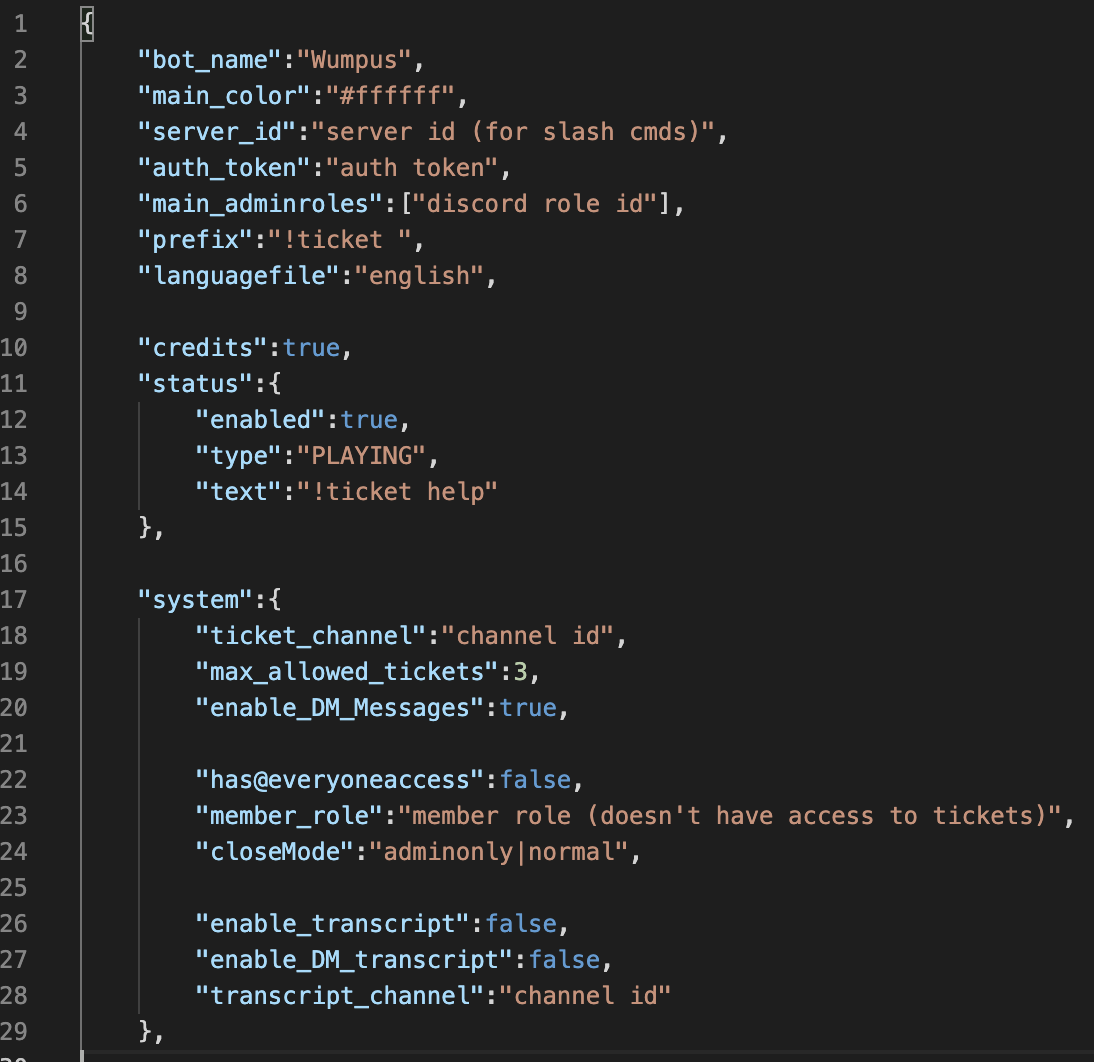 1 {
2 "bot_name":"Wumpus",
3 "main_color":"#ffffff",
4 "server_id":"server id (for slash cmds)",
5 "auth_token":"auth token",
6 "main_adminroles":["discord role id"],
7 "prefix":"!ticket ",
8 "languagefile":"english",
9
10 "credits":true,
11 "status":{
12 "enabled":true,
13 "type":"PLAYING",
14 "text":"!ticket help"
15 },
16
17 "system":{
18 "ticket_channel":"channel id",
19 "max_allowed_tickets":3,
20 "enable_DM_Messages":true,
21
22 "has@everyoneaccess":false,
23 "member_role":"member role (doesn't have access to tickets)",
24 "closeMode":"adminonly|normal",
25
26 "enable_transcript":false,
27 "enable_DM_transcript":false,
28 "transcript_channel":"channel id"
29 },